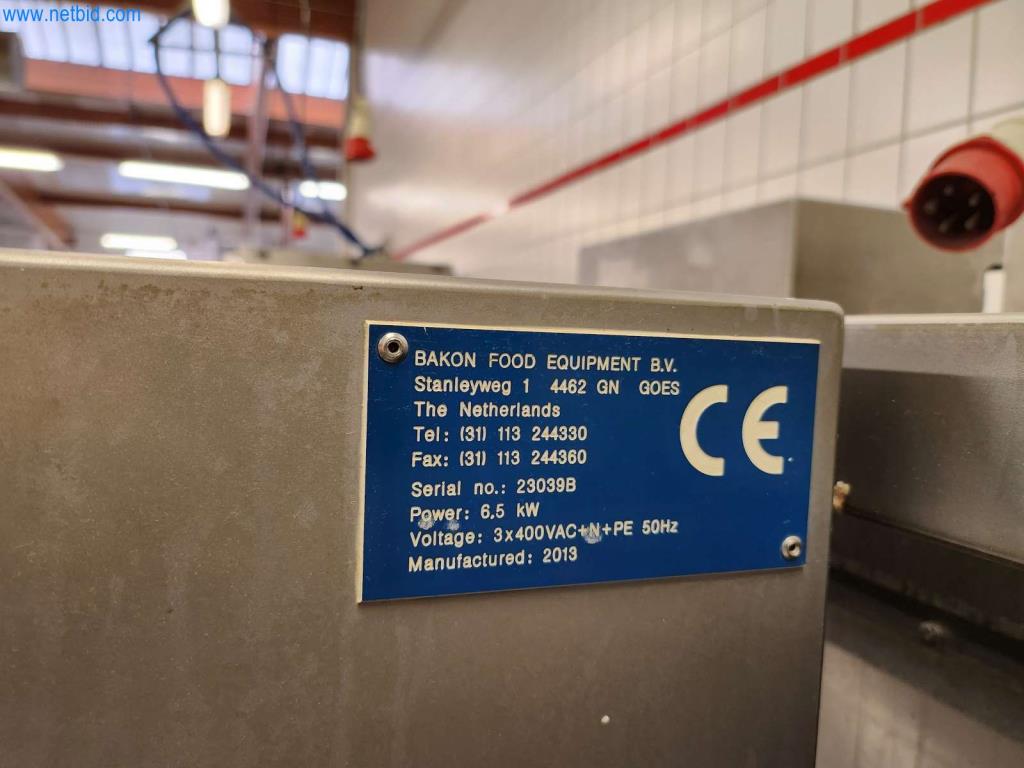 www.netbid.com
BAKON FOOD EQUIPMENT B.V.
Stanleyweg 1 4462 GN GOES
The Netherlands
Tel: (31) 113 244330
Fax: (31) 113 244360
Serial no.: 23039B
Power: 6,5 kW
Voltage: 3x400VAC+N+PE 50Hz
Manufactured: 2013
CE